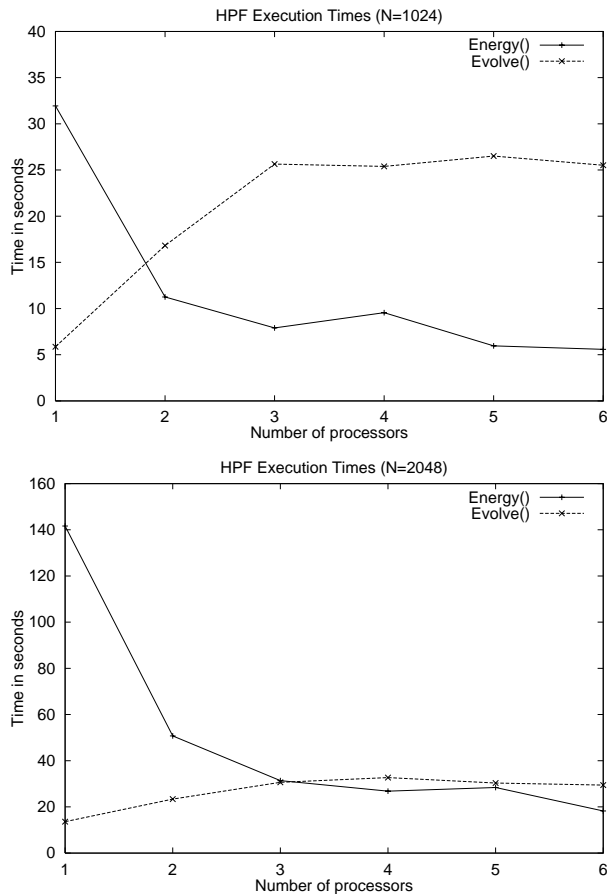 HPF Execution Times (N=1024)
Energy()
Evolve()
40
35
30
25
20
15
10
5
0
Time in seconds
1 2 3 4 5 6
Number of processors
HPF Execution Times (N=2048)
Energy()
Evolve()
160
140
120
100
80
60
40
20
0
Time in seconds
1 2 3 4 5 6
Number of processors